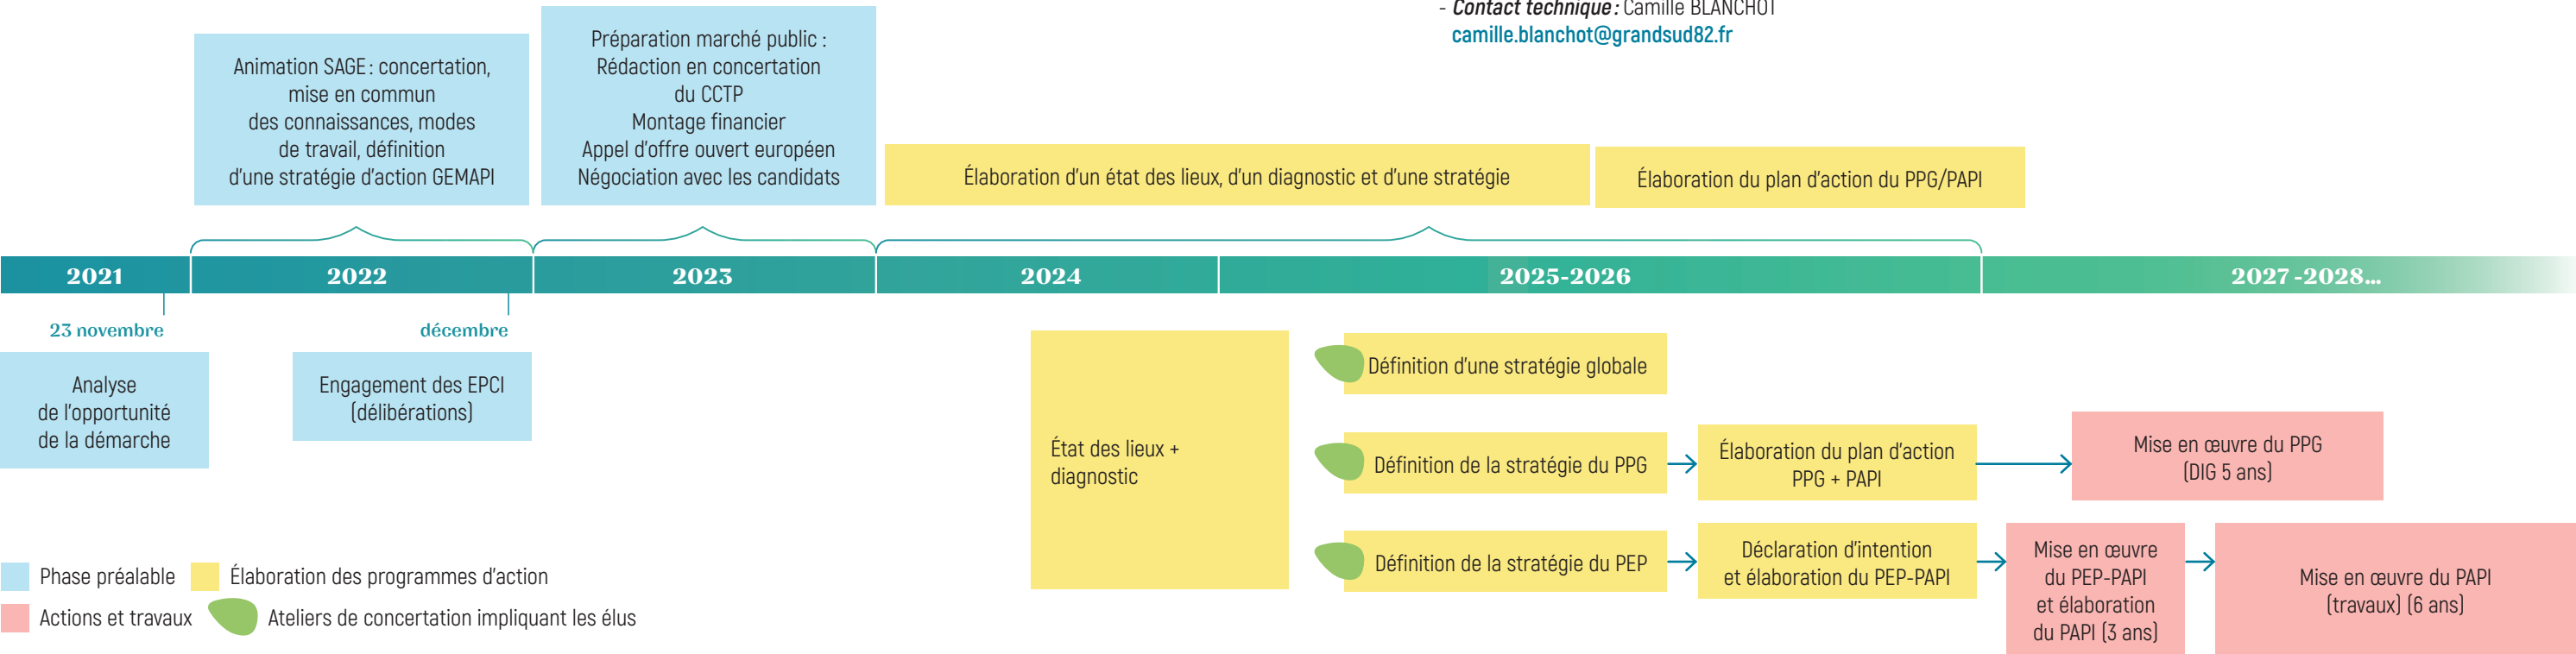 - Contact technique : Camille BLANCHOT
camille.blanchot@grandsud82.fr
Animation SAGE : concertation,
mise en commun
des connaissances, modes
de travail, définition
d'une stratégie d'action GEMAPI
Préparation marché public :
Rédaction en concertation
du CCTP
Montage financier
Appel d'offre ouvert européen
Négociation avec les candidats
Élaboration d'un état des lieux, d'un diagnostic et d'une stratégie
Élaboration du plan d'action du PPG/PAPI
2021
2022
2023
2024
2025-2026
2027-2028...
23 novembre
décembre
Analyse
de l'opportunité
de la démarche
Engagement des EPCI
(délibérations)
État des lieux +
diagnostic
Définition d'une stratégie globale
Définition de la stratégie du PPG
Élaboration du plan d'action
PPG + PAPI
Mise en œuvre du PPG
(DIG 5 ans)
Définition de la stratégie du PEP
Déclaration d'intention
et élaboration du PEP-PAPI
Mise en œuvre
du PEP-PAPI
et élaboration
du PAPI (3 ans)
Mise en œuvre du PAPI
(travaux) (6 ans)
Phase préalable
Élaboration des programmes d'action
Actions et travaux
Ateliers de concertation impliquant les élus